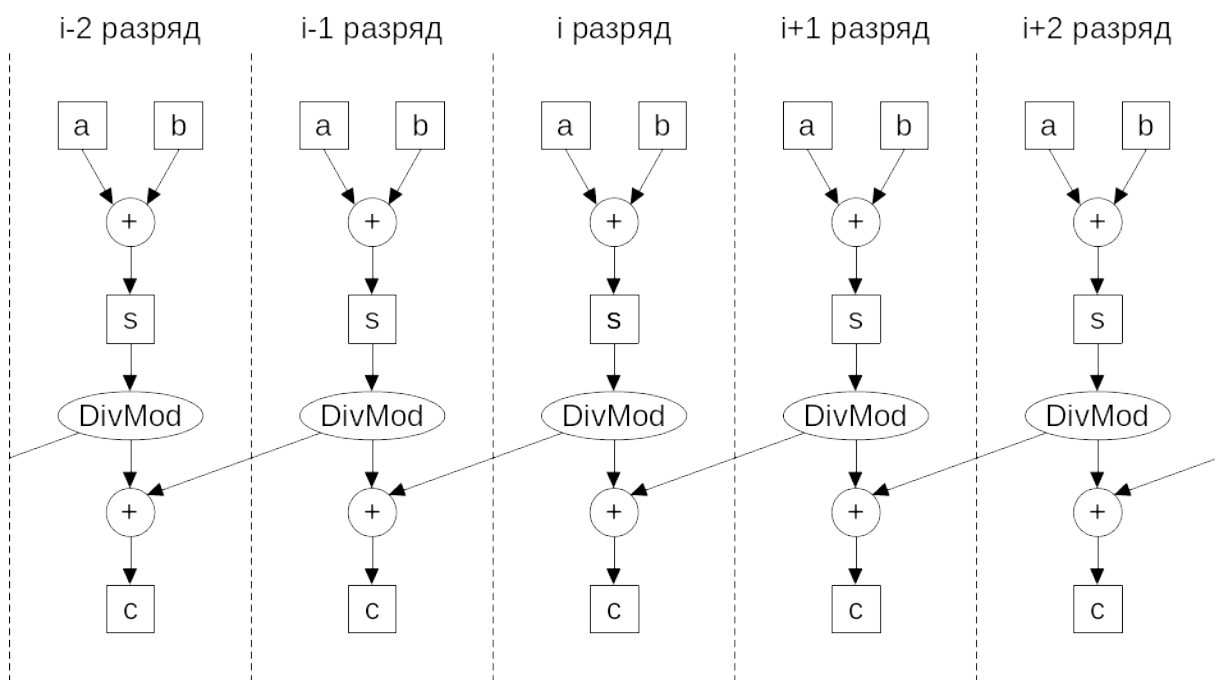 i-2 разряд i-1 разряд i разряд i+1 разряд i+2 разряд
a b a b a b a b a b
+ + + + +
s s s s s
DivMod DivMod DivMod DivMod DivMod
+ + + + +
c c c c c